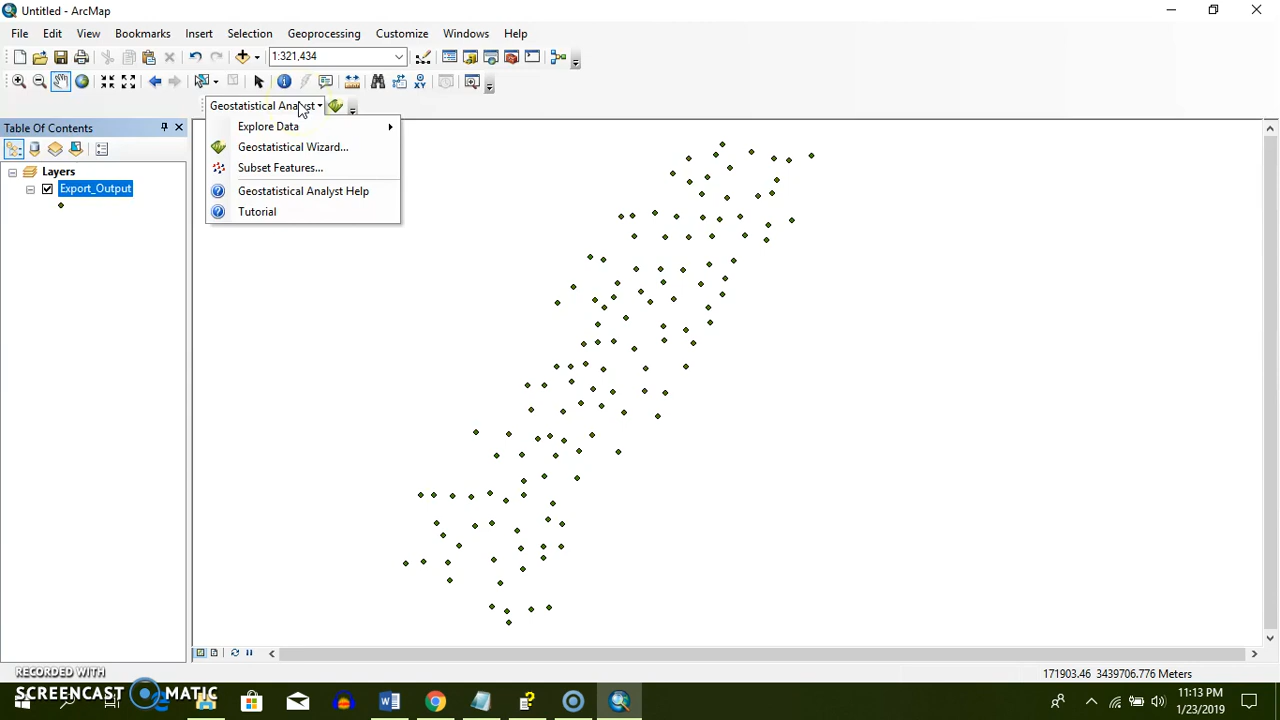 Untitled - ArcMap
File Edit View Bookmarks Insert Selection Geoprocessing Customize Windows Help
1:321,434
Geostatistical Analyst
Table Of Contents
Layers
Export_Output
Explore Data
Geostatistical Wizard...
Subset Features...
Geostatistical Analyst Help
Tutorial
171903.46 3439706.776 Meters
RECORDED WITH
SCREENCAST MATIC
11:13 PM
1/23/2019